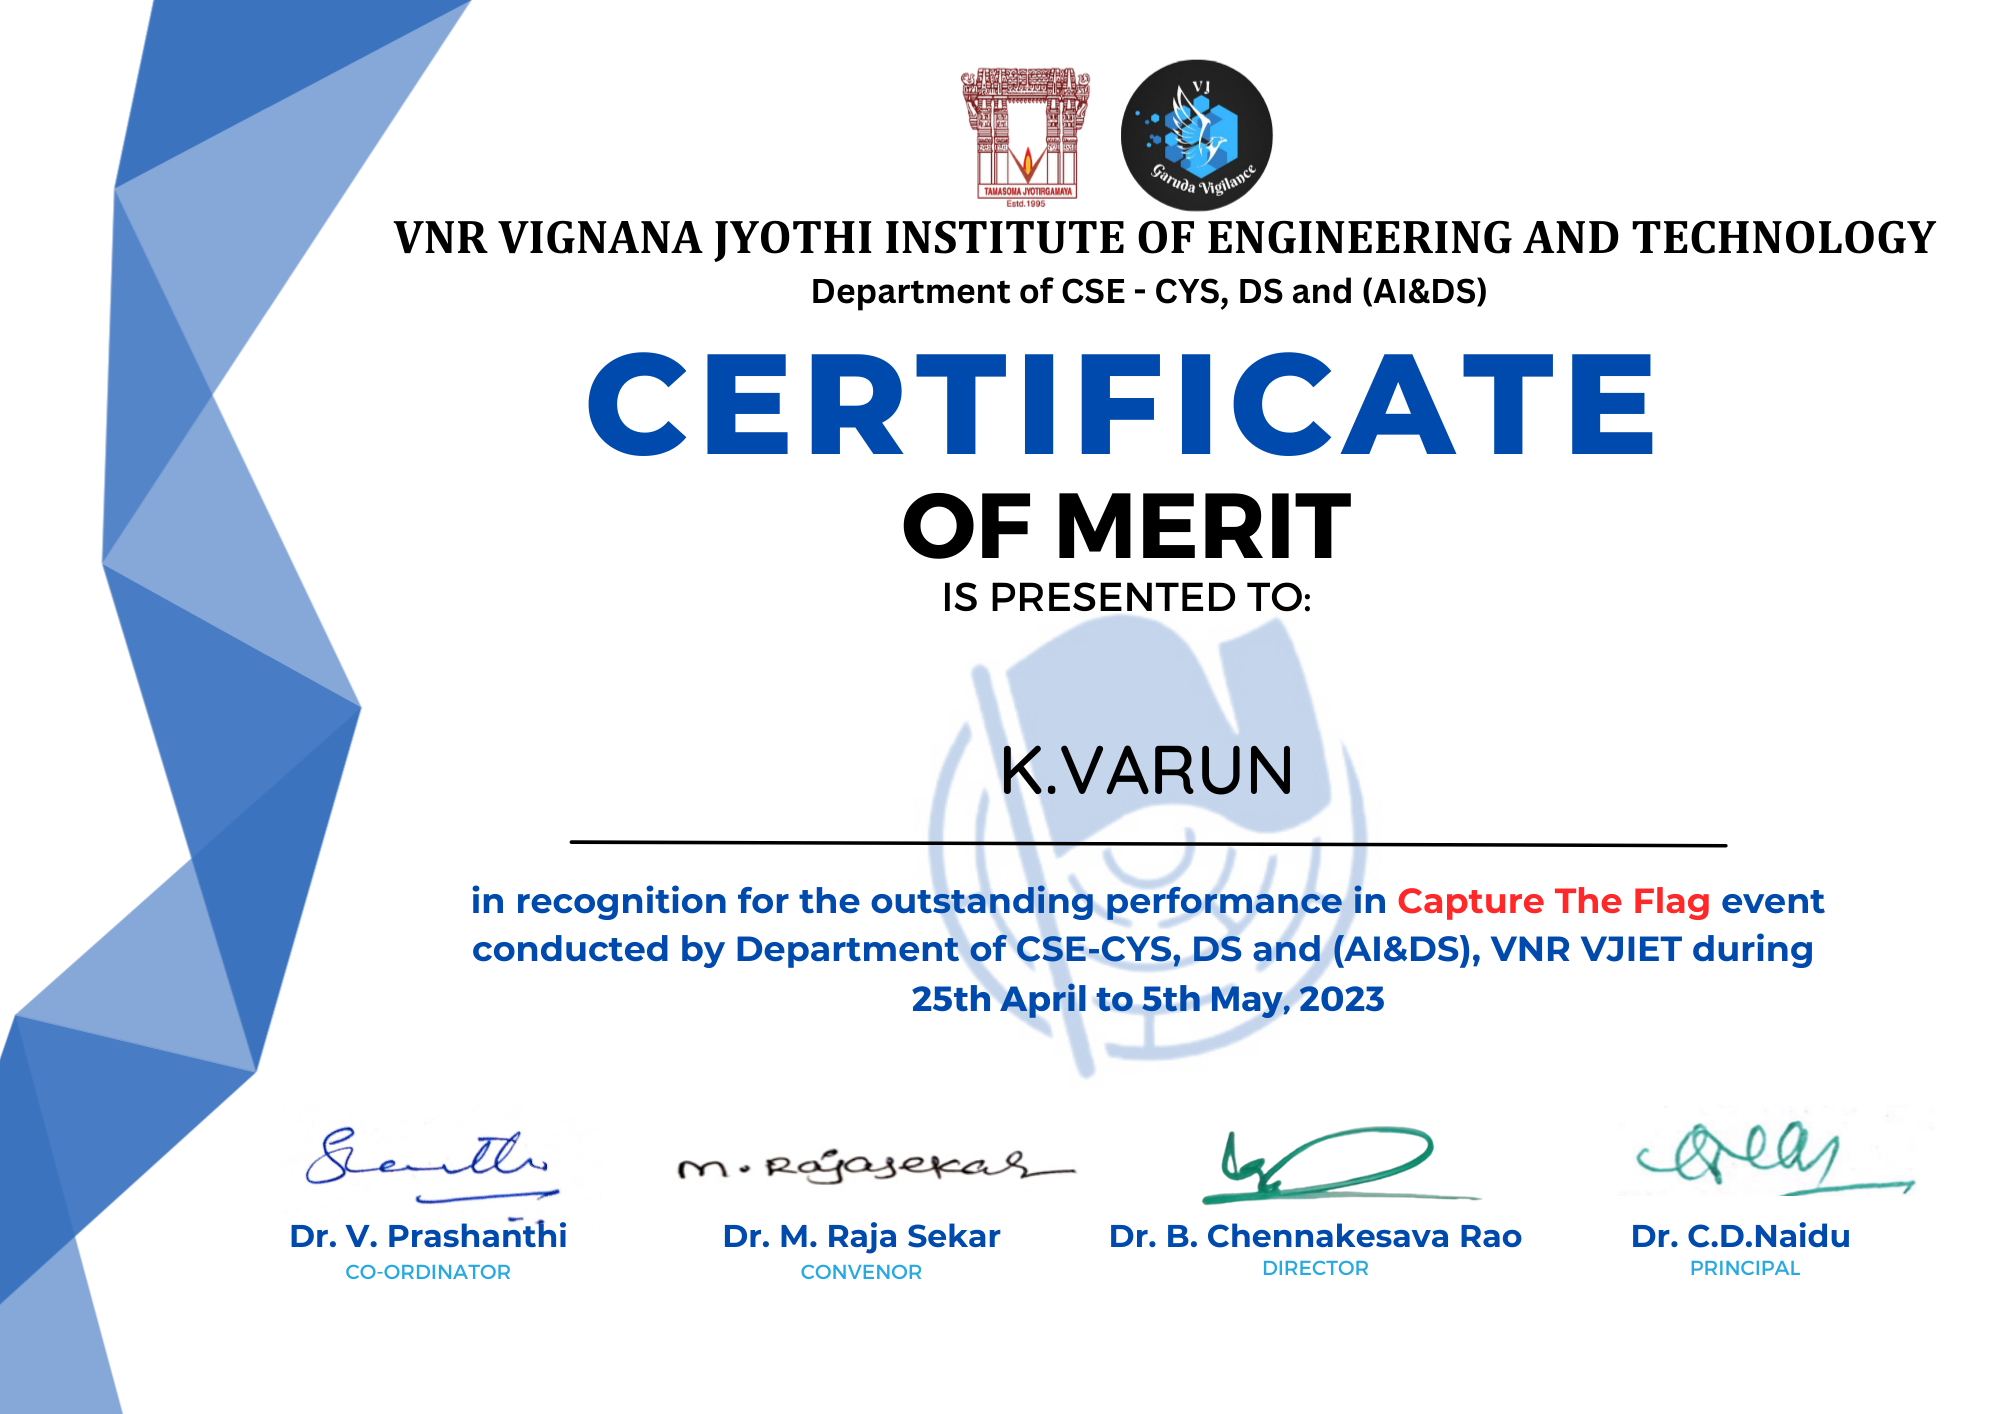 TAMASOMA JYOTIRGAMAYA
Estd.1995
VJ
Garuda Vigilance
VNR VIGNANA JYOTHI INSTITUTE OF ENGINEERING AND TECHNOLOGY
Department of CSE - CYS, DS and (AI&DS)
CERTIFICATE
OF MERIT
IS PRESENTED TO:
K.VARUN
in recognition for the outstanding performance in Capture The Flag event
conducted by Department of CSE-CYS, DS and (AI&DS), VNR VJIET during
25th April to 5th May, 2023
M. Rajasekar
Dr. V. Prashanthi
CO-ORDINATOR
Dr. M. Raja Sekar
CONVENOR
Dr. B. Chennakesava Rao
DIRECTOR
Dr. C.D.Naidu
PRINCIPAL